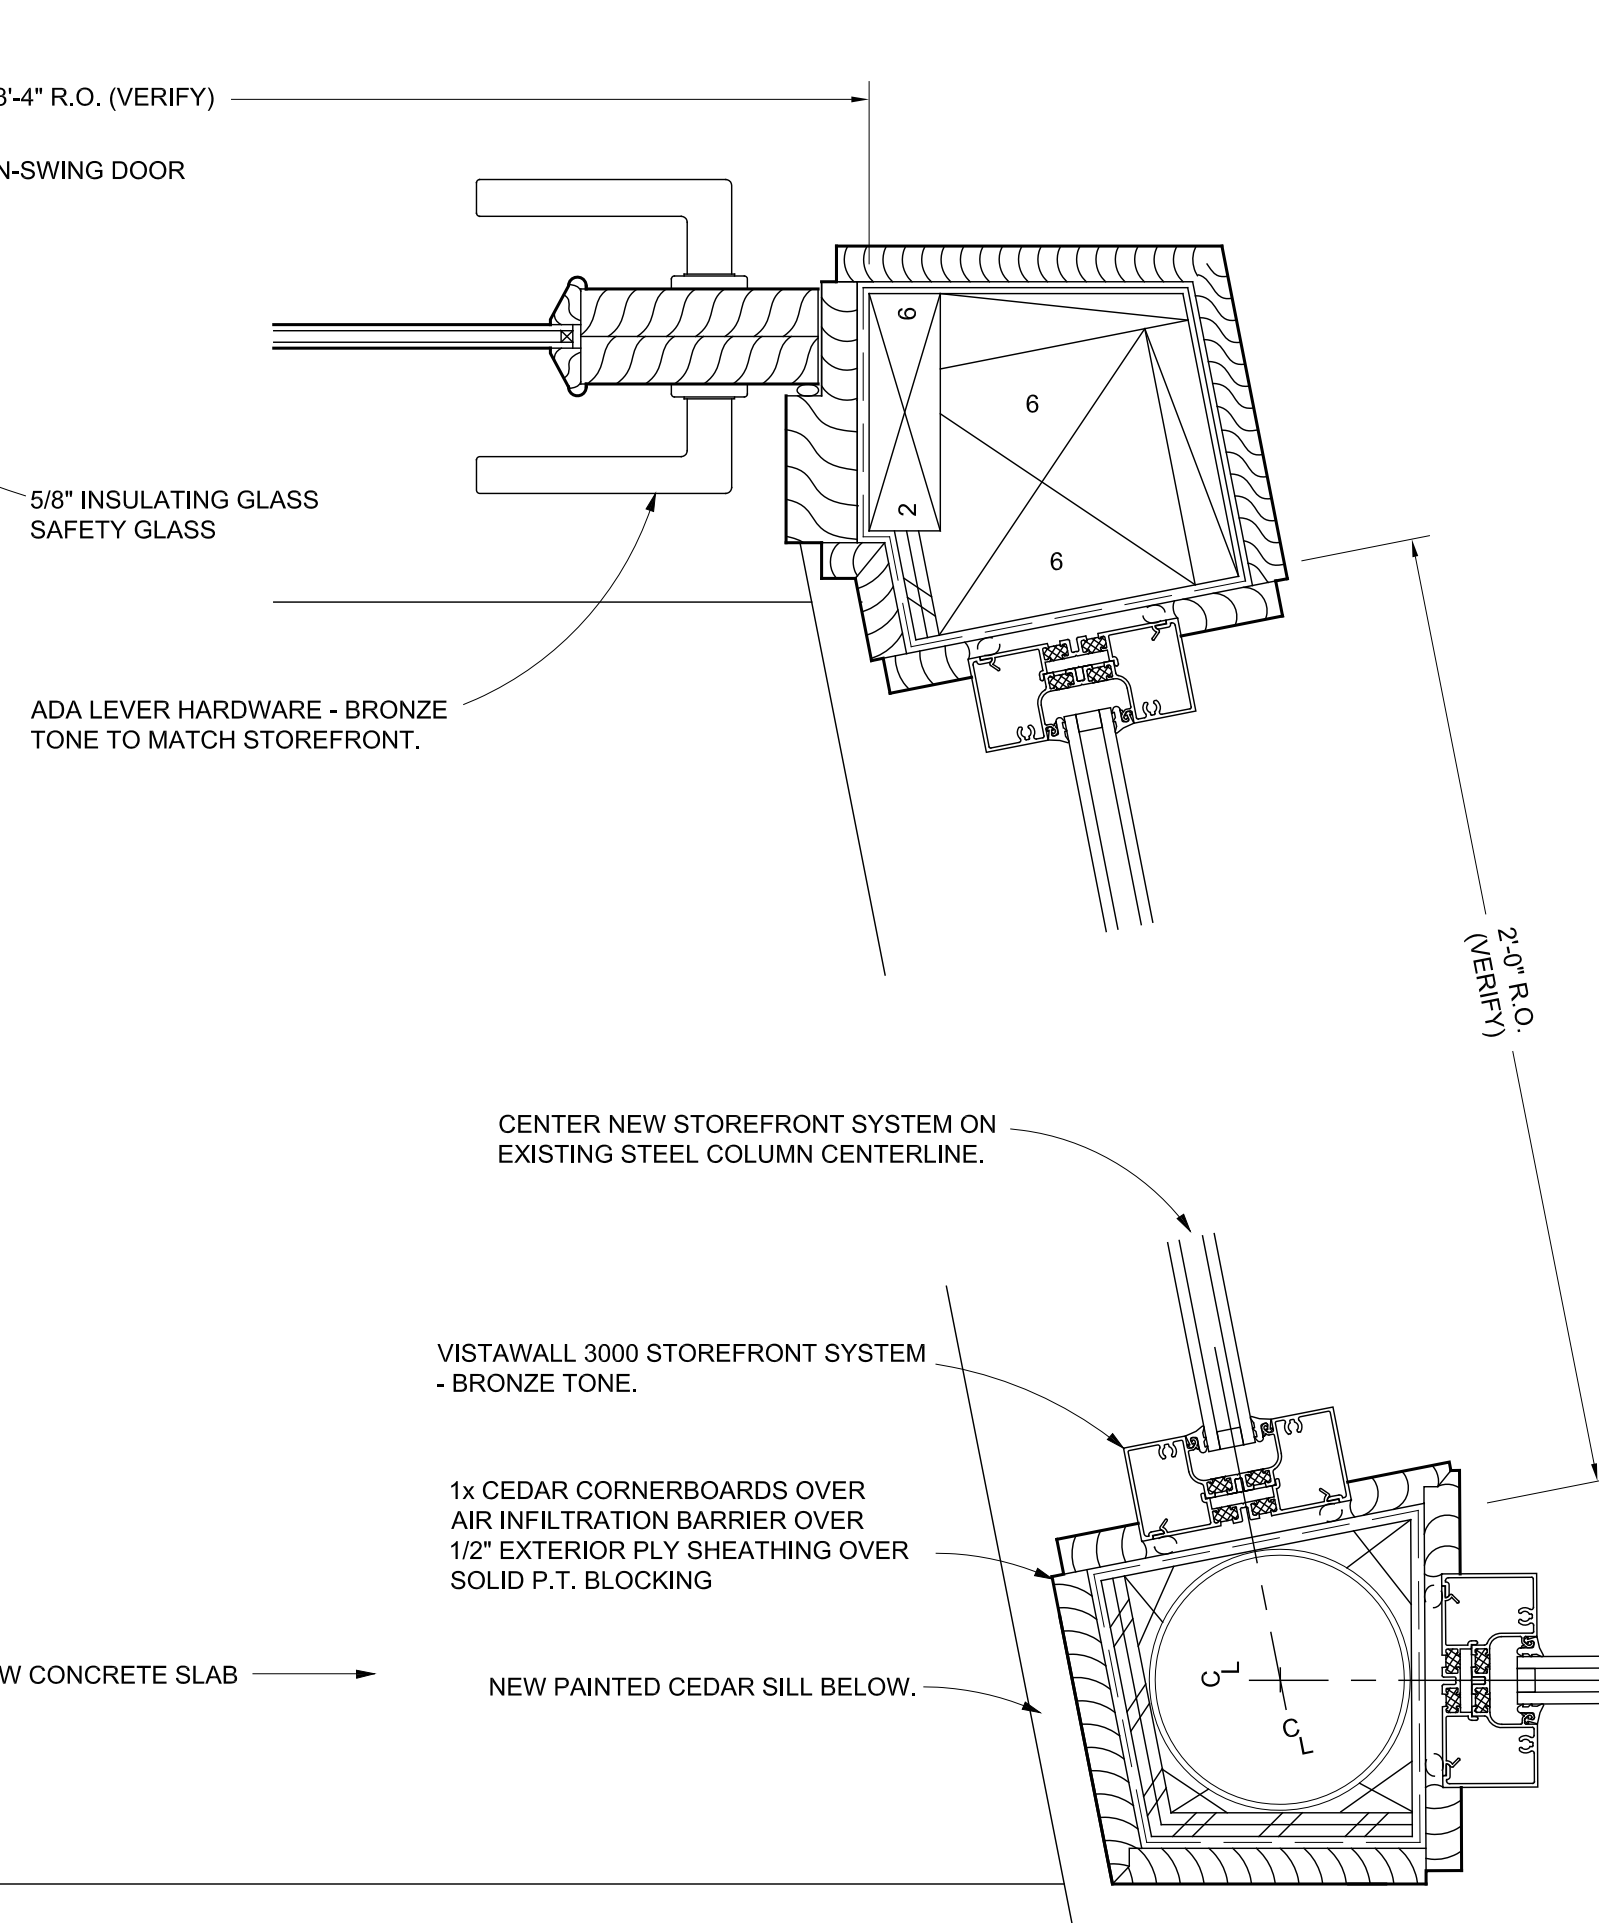 3'-4" R.O. (VERIFY)
N-SWING DOOR
6
2
6
6
5/8" INSULATING GLASS
SAFETY GLASS
ADA LEVER HARDWARE - BRONZE
TONE TO MATCH STOREFRONT.
2'-0" R.O.
(VERIFY)
CENTER NEW STOREFRONT SYSTEM ON
EXISTING STEEL COLUMN CENTERLINE.
VISTAWALL 3000 STOREFRONT SYSTEM
- BRONZE TONE.
1x CEDAR CORNERBOARDS OVER
AIR INFILTRATION BARRIER OVER
1/2" EXTERIOR PLY SHEATHING OVER
SOLID P.T. BLOCKING
W CONCRETE SLAB
NEW PAINTED CEDAR SILL BELOW.
CL
CL